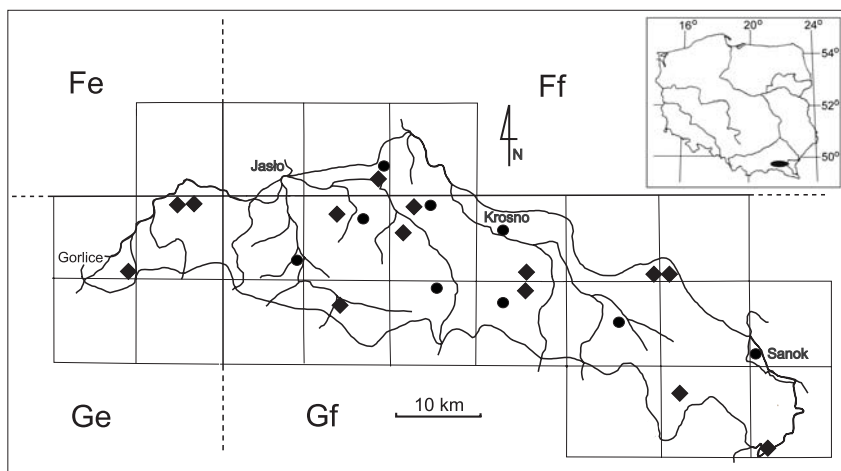 16° 20° 24°
54°
52°
50°
Fe
Ff
N
Jasło
Krosno
Gorlice
Sanok
Ge
Gf
10 km